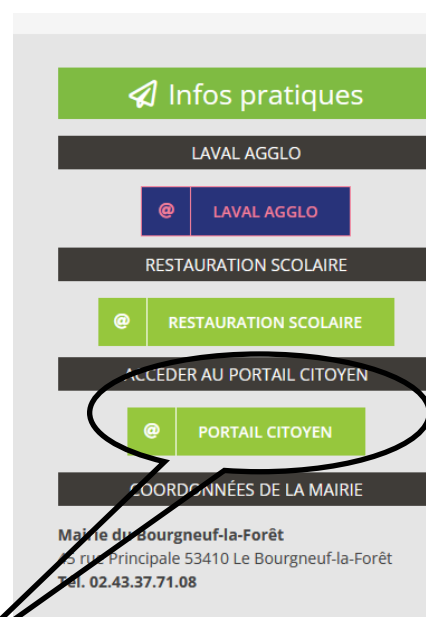 Infos pratiques
LAVAL AGGLO
@ LAVAL AGGLO
RESTAURATION SCOLAIRE
@ RESTAURATION SCOLAIRE
ACCEDER AU PORTAIL CITOYEN
@ PORTAIL CITOYEN
COORDONNÉES DE LA MAIRIE
Mairie du Bourgneuf-la-Forêt
45 rue Principale 53410 Le Bourgneuf-la-Forêt
Tél. 02.43.37.71.08